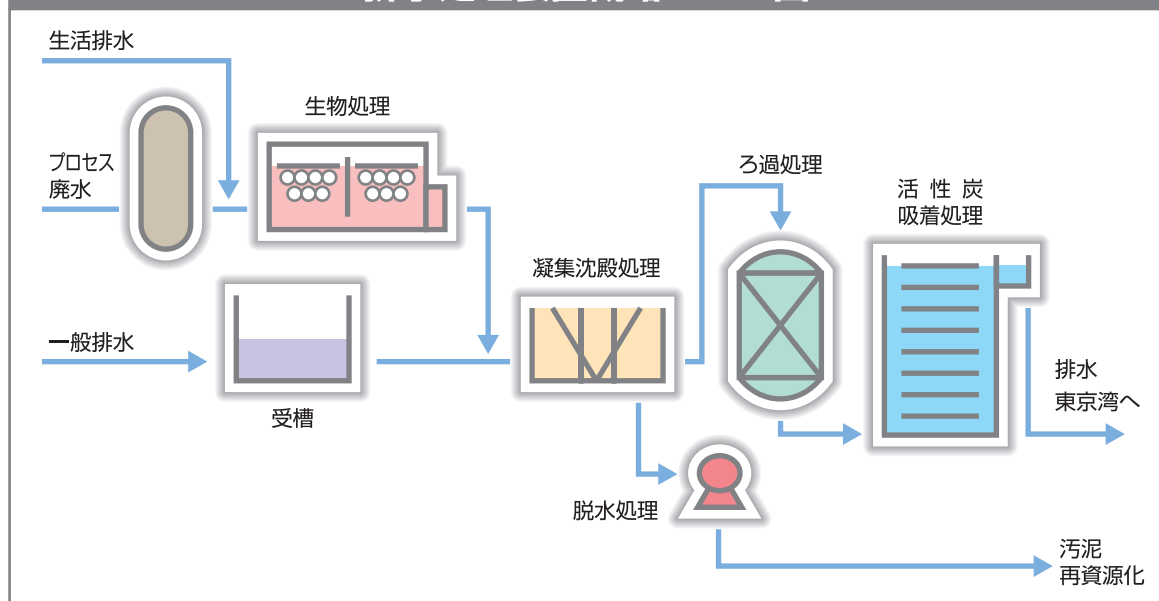 生活排水
生物処理
プロセス
廃水
ろ過処理
活性炭
吸着処理
凝集沈殿処理
一般排水
受槽
排水
東京湾へ
脱水処理
汚泥
再資源化